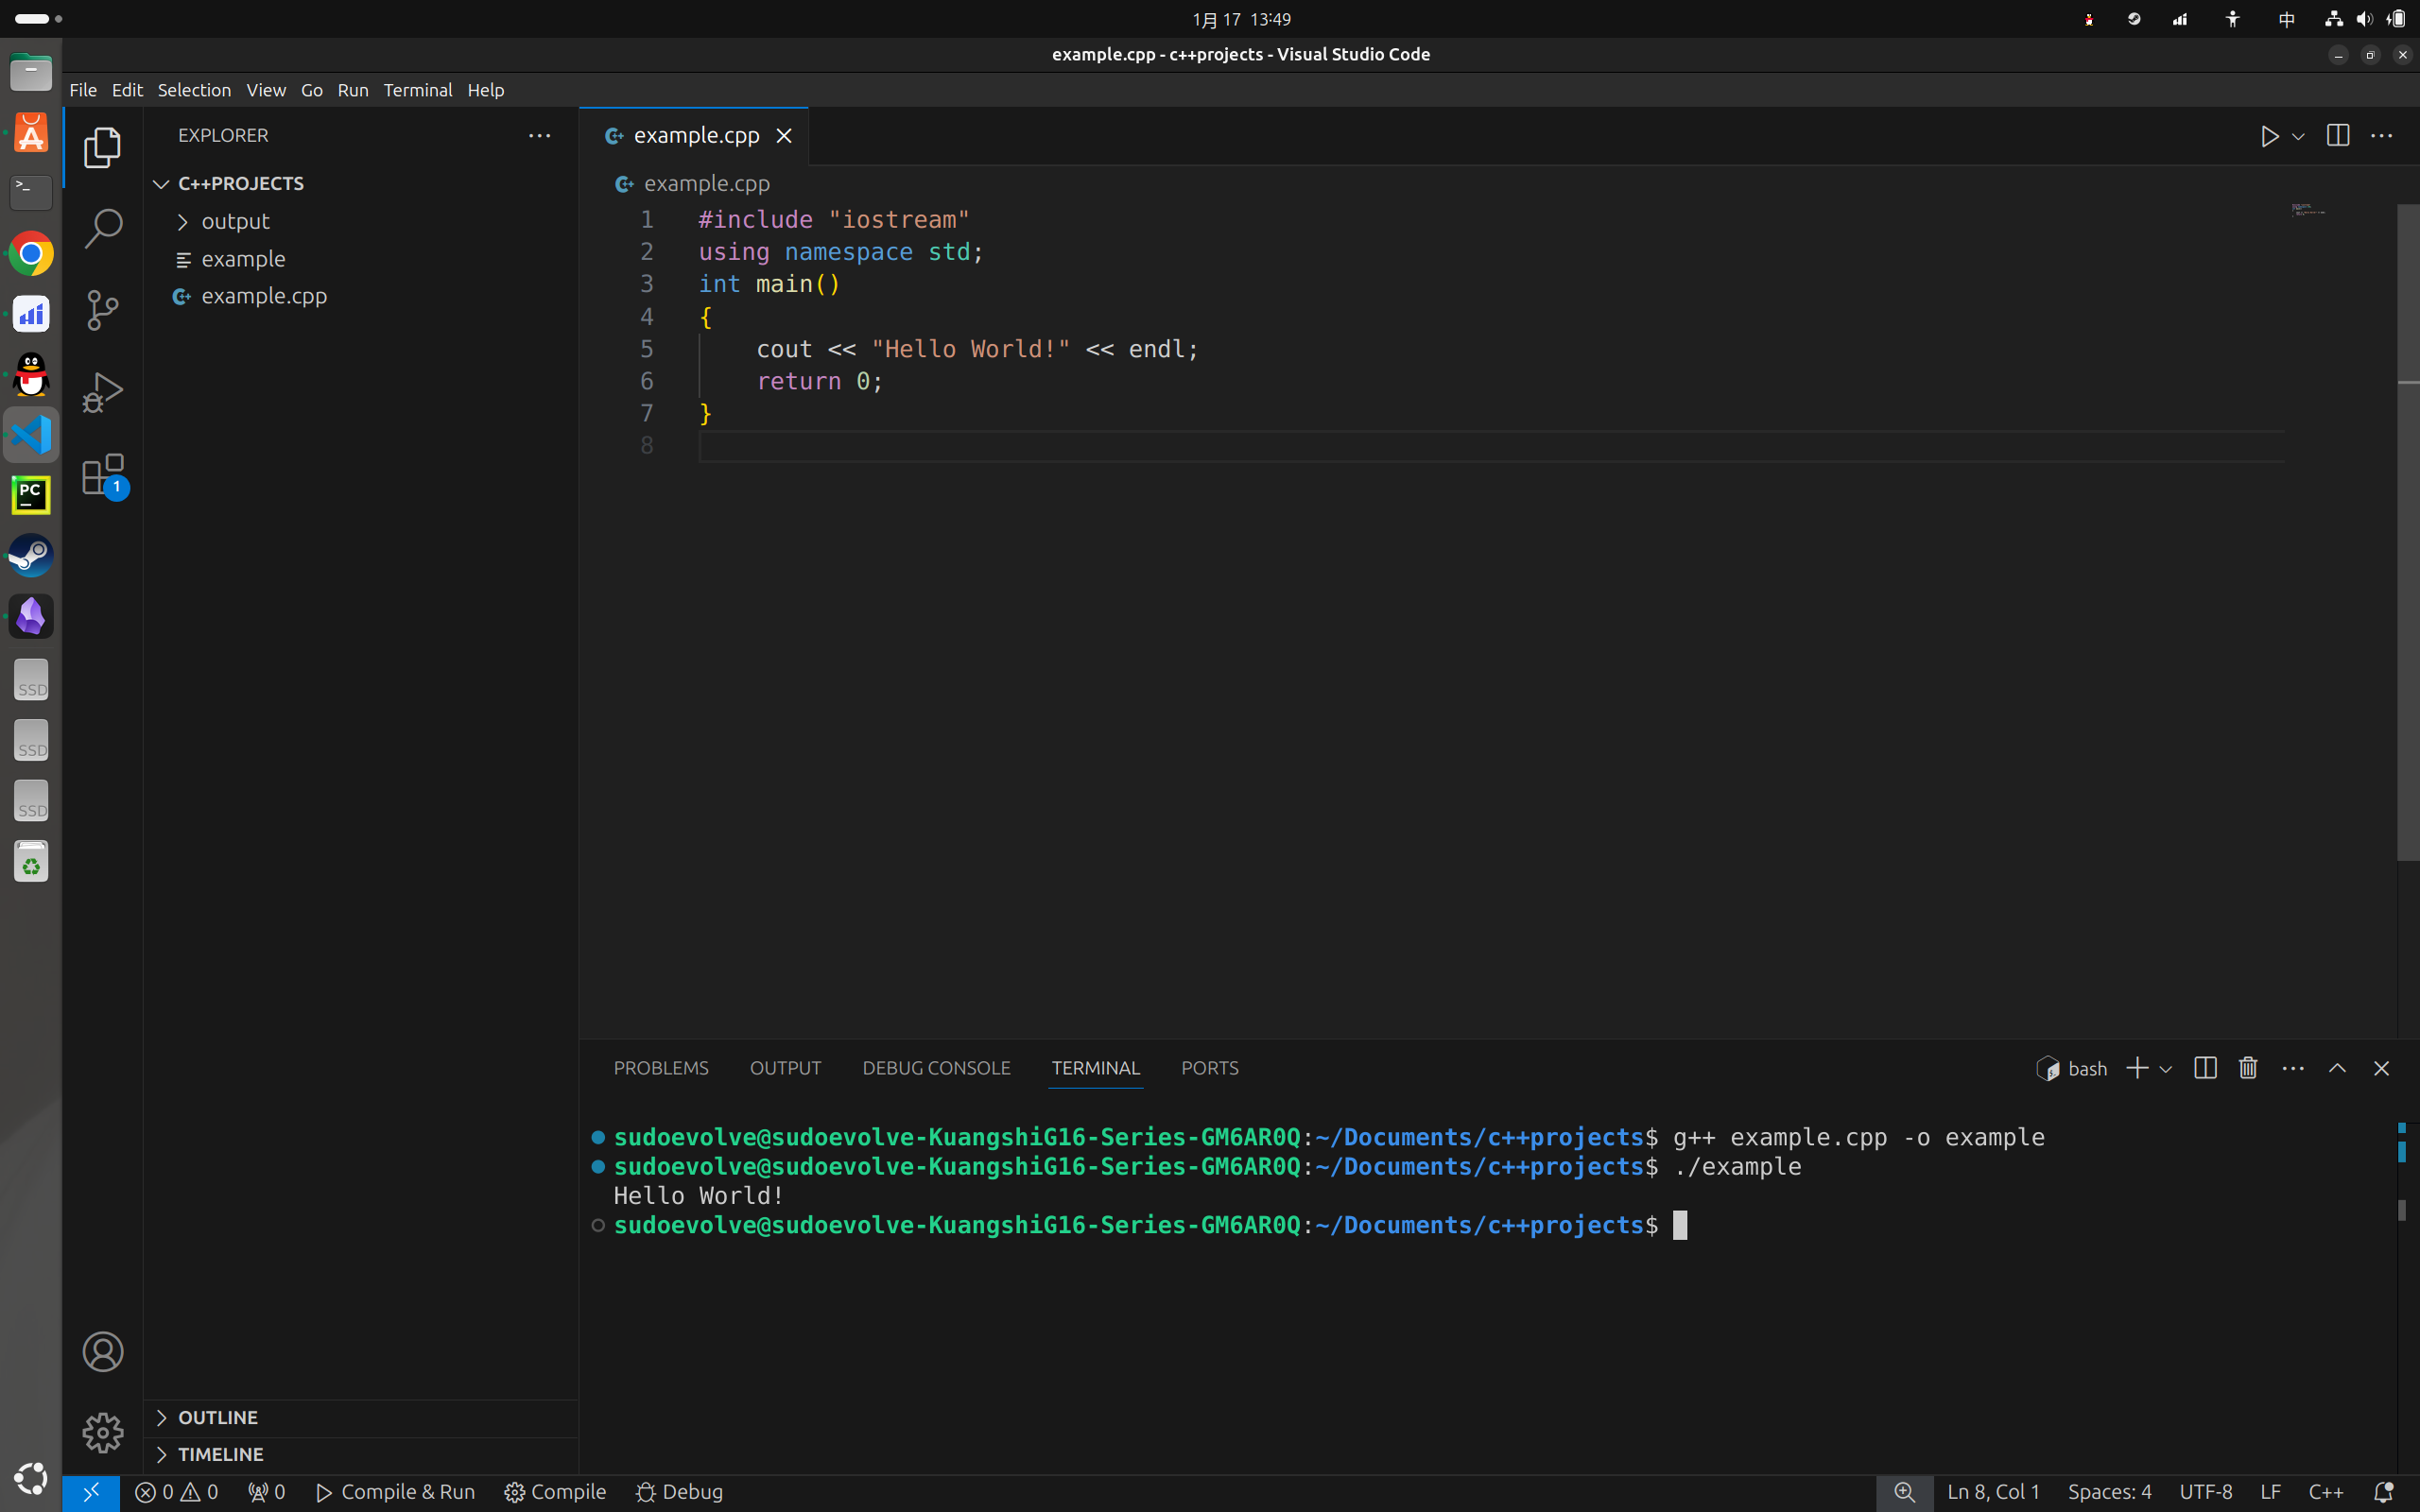 1月 17 13:49
中
example.cpp - c++projects - Visual Studio Code
File Edit Selection View Go Run Terminal Help
EXPLORER
C++PROJECTS
output
example
example.cpp
1
example.cpp
example.cpp
1 #include "iostream"
2 using namespace std;
3 int main()
4 {
5 cout << "Hello World!" << endl;
6 return 0;
7 }
8
PC
SSD
SSD
SSD
PROBLEMS OUTPUT DEBUG CONSOLE TERMINAL PORTS
bash
sudoevolve@sudoevolve-KuangshiG16-Series-GM6AR0Q:~/Documents/c++projects$ g++ example.cpp -o example
sudoevolve@sudoevolve-KuangshiG16-Series-GM6AR0Q:~/Documents/c++projects$ ./example
Hello World!
sudoevolve@sudoevolve-KuangshiG16-Series-GM6AR0Q:~/Documents/c++projects$
OUTLINE
TIMELINE
0 0 0 Compile & Run Compile Debug Ln 8, Col 1 Spaces: 4 UTF-8 LF C++